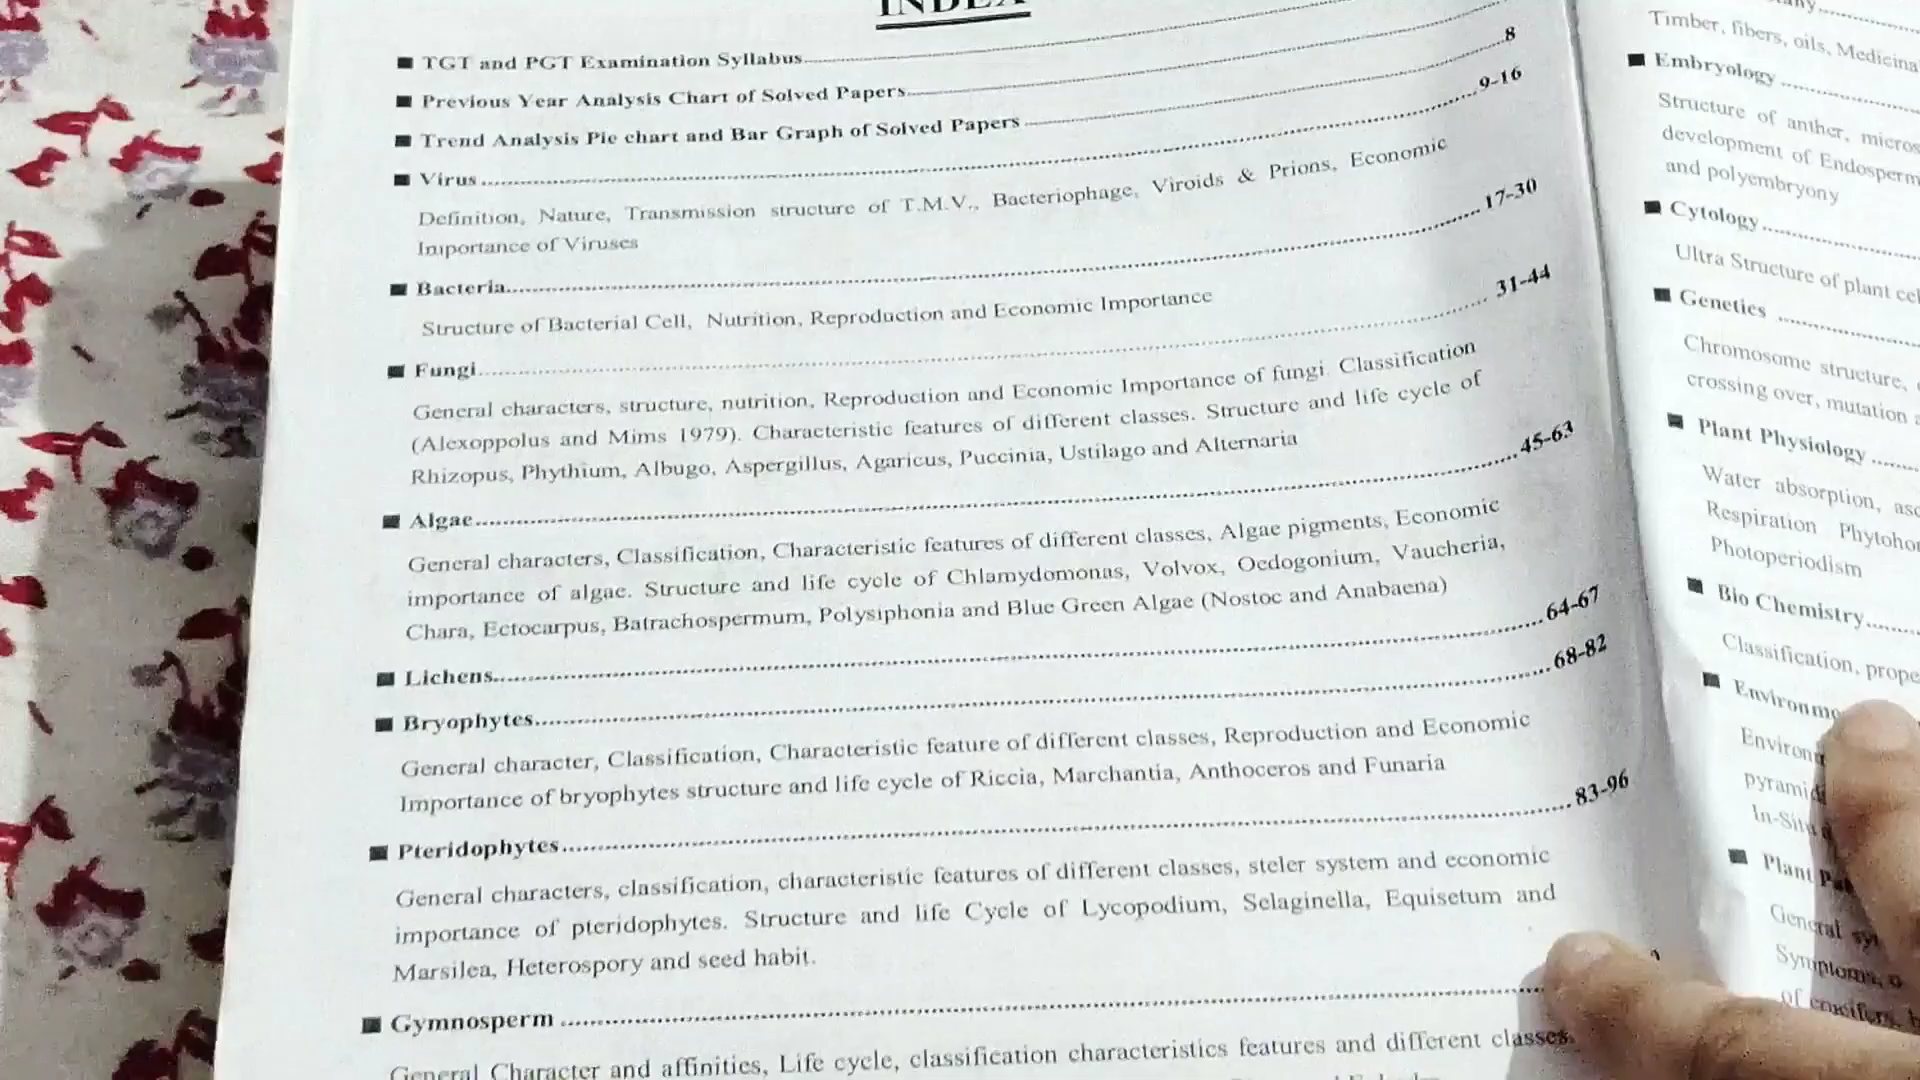 INDEX
■ TGT and PGT Examination Syllabus
■ Previous Year Analysis Chart of Solved Papers
■ Trend Analysis Pie chart and Bar Graph of Solved Papers 8
■ Virus 9-16
Definition, Nature, Transmission structure of T.M.V., Bacteriophage, Viroids & Prions, Economic
Importance of Viruses
■ Bacteria 17-30
Structure of Bacterial Cell, Nutrition, Reproduction and Economic Importance
■ Fungi 31-44
General characters, structure, nutrition, Reproduction and Economic Importance of fungi. Classification
(Alexoppolus and Mims 1979). Characteristic features of different classes. Structure and life cycle of
Rhizopus, Phythium, Albugo, Aspergillus, Agaricus, Puccinia, Ustilago and Alternaria
■ Algae 45-63
General characters, Classification, Characteristic features of different classes, Algae pigments, Economic
importance of algae. Structure and life cycle of Chlamydomonas, Volvox, Oedogonium, Vaucheria,
Chara, Ectocarpus, Batrachospermum, Polysiphonia and Blue Green Algae (Nostoc and Anabaena)
■ Lichens 64-67
■ Bryophytes 68-82
General character, Classification, Characteristic feature of different classes, Reproduction and Economic
Importance of bryophytes structure and life cycle of Riccia, Marchantia, Anthoceros and Funaria
■ Pteridophytes 83-96
General characters, classification, characteristic features of different classes, steler system and economic
importance of pteridophytes. Structure and life Cycle of Lycopodium, Selaginella, Equisetum and
Marsilea, Heterospory and seed habit.
■ Gymnosperm
General Character and affinities, Life cycle, classification characteristics features and different classes.
Timber, fibers, oils,
■ Embryology
Structure of anther,
development of Endosperm
and polyembryony
■ Cytology
Ultra Structure of plant
■ Genetics
Chromosome structure,
crossing over, mutation
■ Plant Physiology
Water absorption,
Respiration
Photoperiodism
■ Bio Chemistry
Classification,
In-Situ
■ Plant
General
Symptoms,
of crucifers,